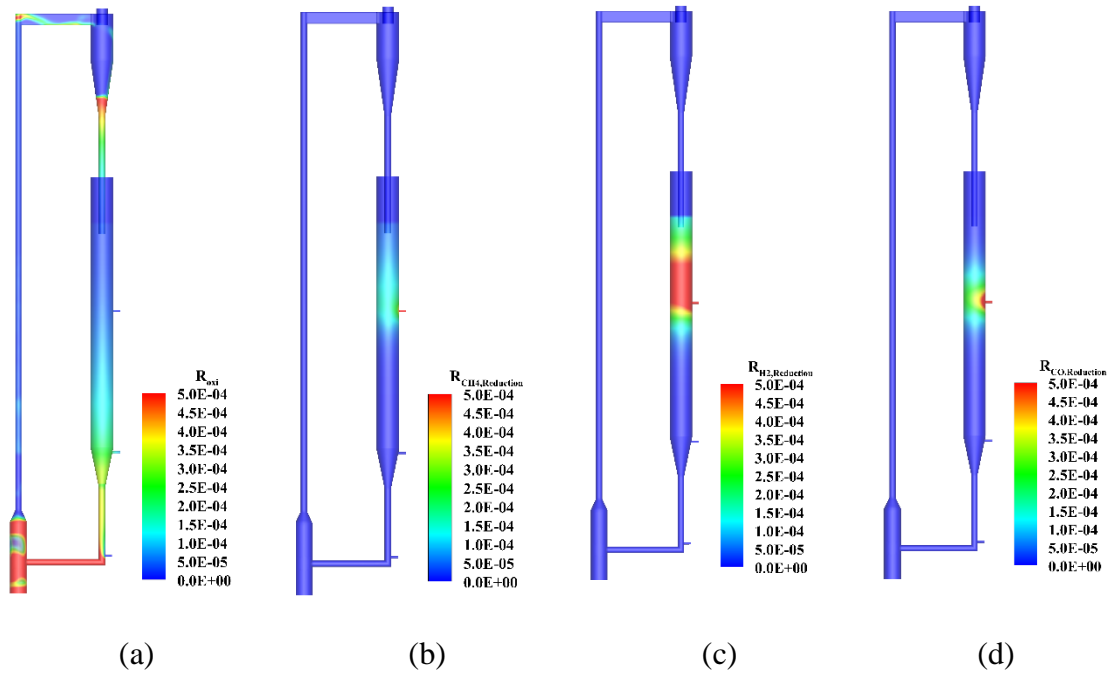 R_oxi
5.0E-04
4.5E-04
4.0E-04
3.5E-04
3.0E-04
2.5E-04
2.0E-04
1.5E-04
1.0E-04
5.0E-05
0.0E+00
R_CH4,Reduction
5.0E-04
4.5E-04
4.0E-04
3.5E-04
3.0E-04
2.5E-04
2.0E-04
1.5E-04
1.0E-04
5.0E-05
0.0E+00
R_H2,Reduction
5.0E-04
4.5E-04
4.0E-04
3.5E-04
3.0E-04
2.5E-04
2.0E-04
1.5E-04
1.0E-04
5.0E-05
0.0E+00
R_CO,Reduction
5.0E-04
4.5E-04
4.0E-04
3.5E-04
3.0E-04
2.5E-04
2.0E-04
1.5E-04
1.0E-04
5.0E-05
0.0E+00
(a) (b) (c) (d)